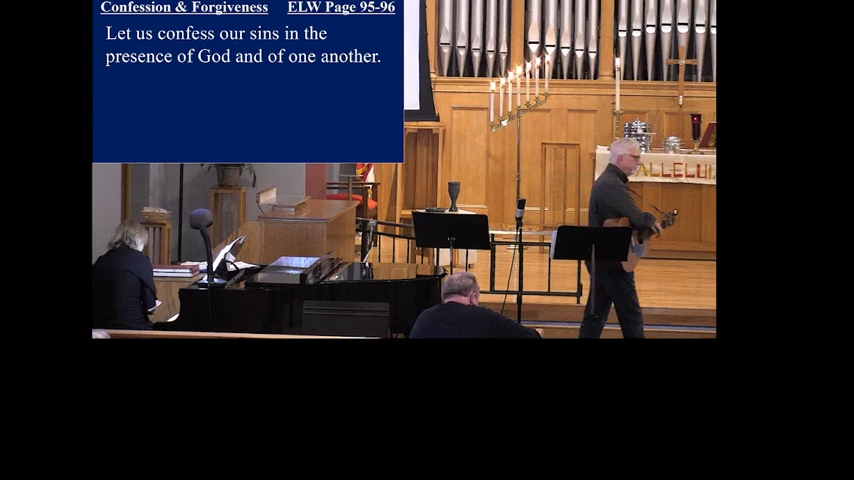 Confession & Forgiveness ELW Page 95-96
Let us confess our sins in the
presence of God and of one another.
ALLELUIA